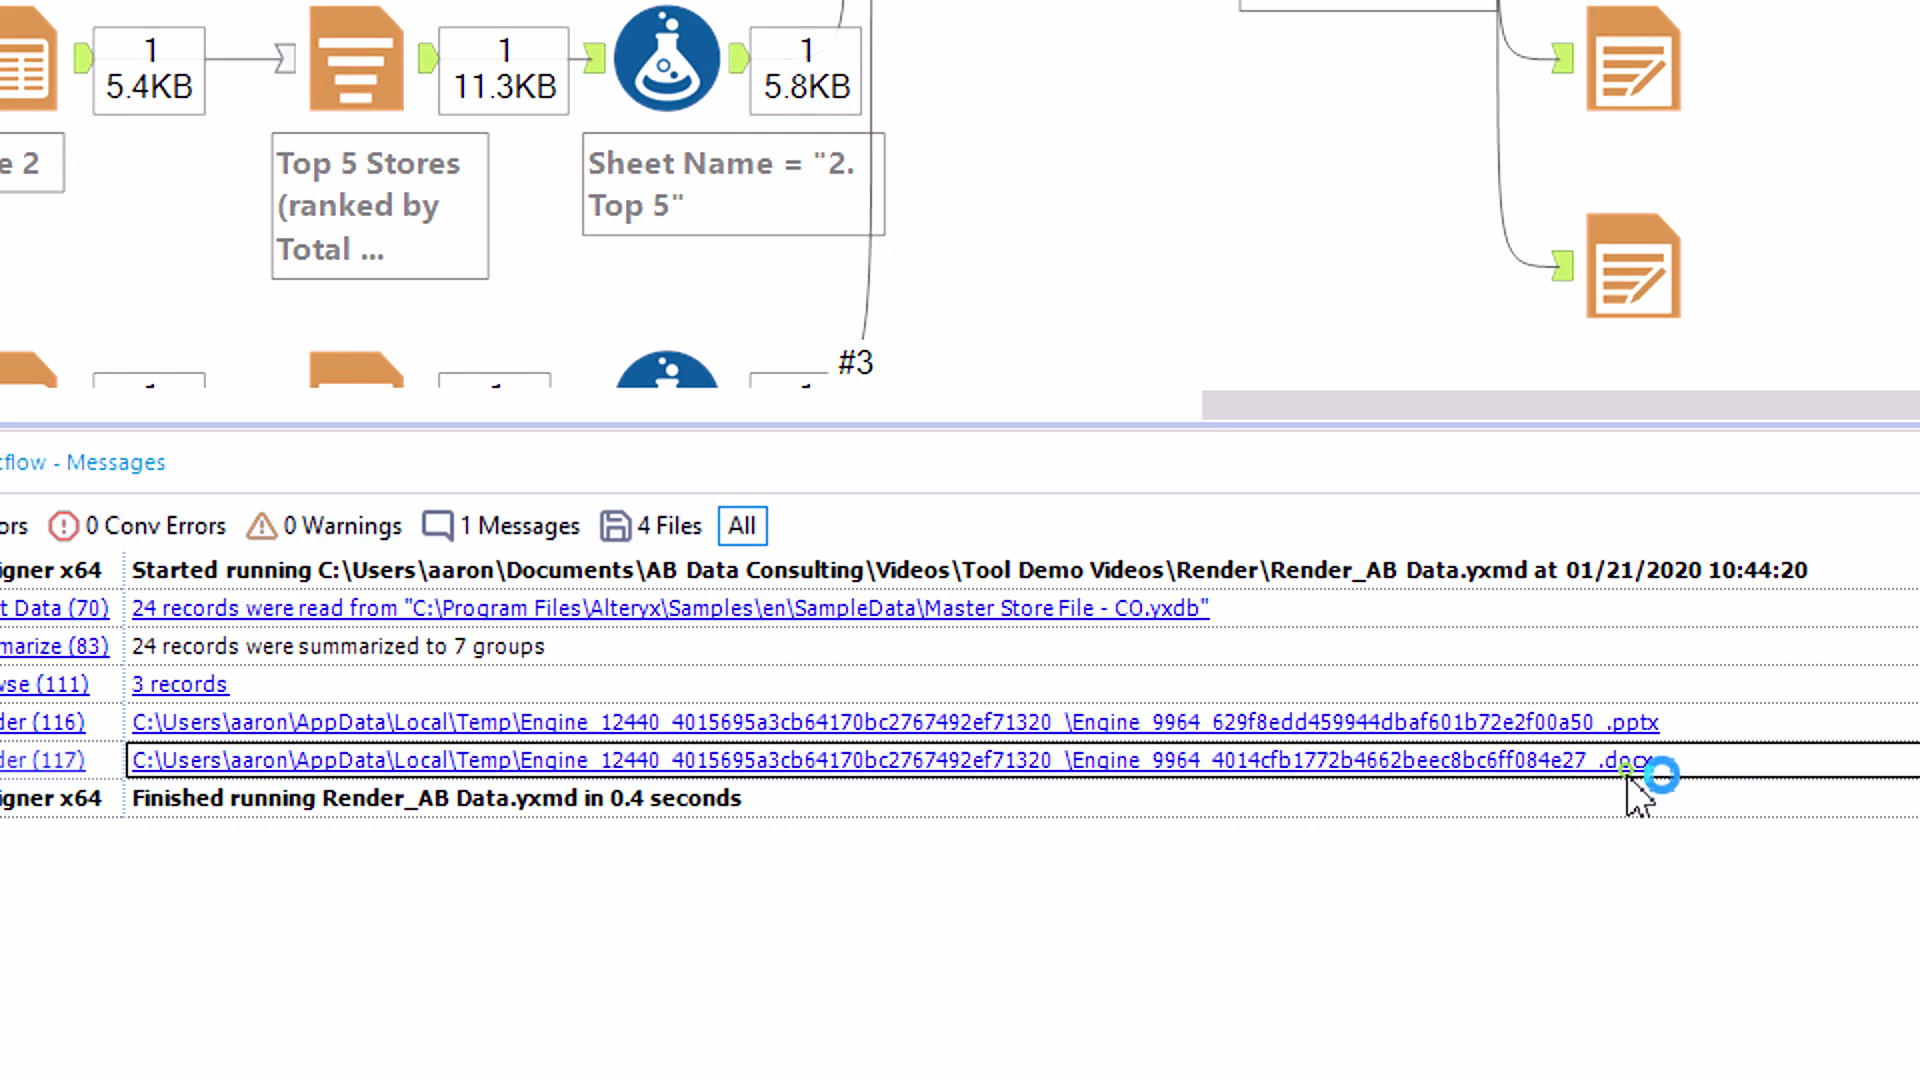 1
5.4KB
1
11.3KB
1
5.8KB
e 2
Top 5 Stores
(ranked by
Total ...
Sheet Name = "2.
Top 5"
#3
1
1
1
tflow - Messages
ors 0 Conv Errors 0 Warnings 1 Messages 4 Files All
igner x64 Started running C:\Users\aaron\Documents\AB Data Consulting\Videos\Tool Demo Videos\Render\Render_AB Data.yxmd at 01/21/2020 10:44:20
t Data (70) 24 records were read from "C:\Program Files\Alteryx\Samples\en\SampleData\Master Store File - CO.yxdb"
marize (83) 24 records were summarized to 7 groups
wse (111) 3 records
der (116) C:\Users\aaron\AppData\Local\Temp\Engine_12440_4015695a3cb64170bc2767492ef71320_\Engine_9964_629f8edd459944dbaf601b72e2f00a50_.pptx
der (117) C:\Users\aaron\AppData\Local\Temp\Engine_12440_4015695a3cb64170bc2767492ef71320_\Engine_9964_4014cfb1772b4662beec8bc6ff084e27_.docx
igner x64 Finished running Render_AB Data.yxmd in 0.4 seconds